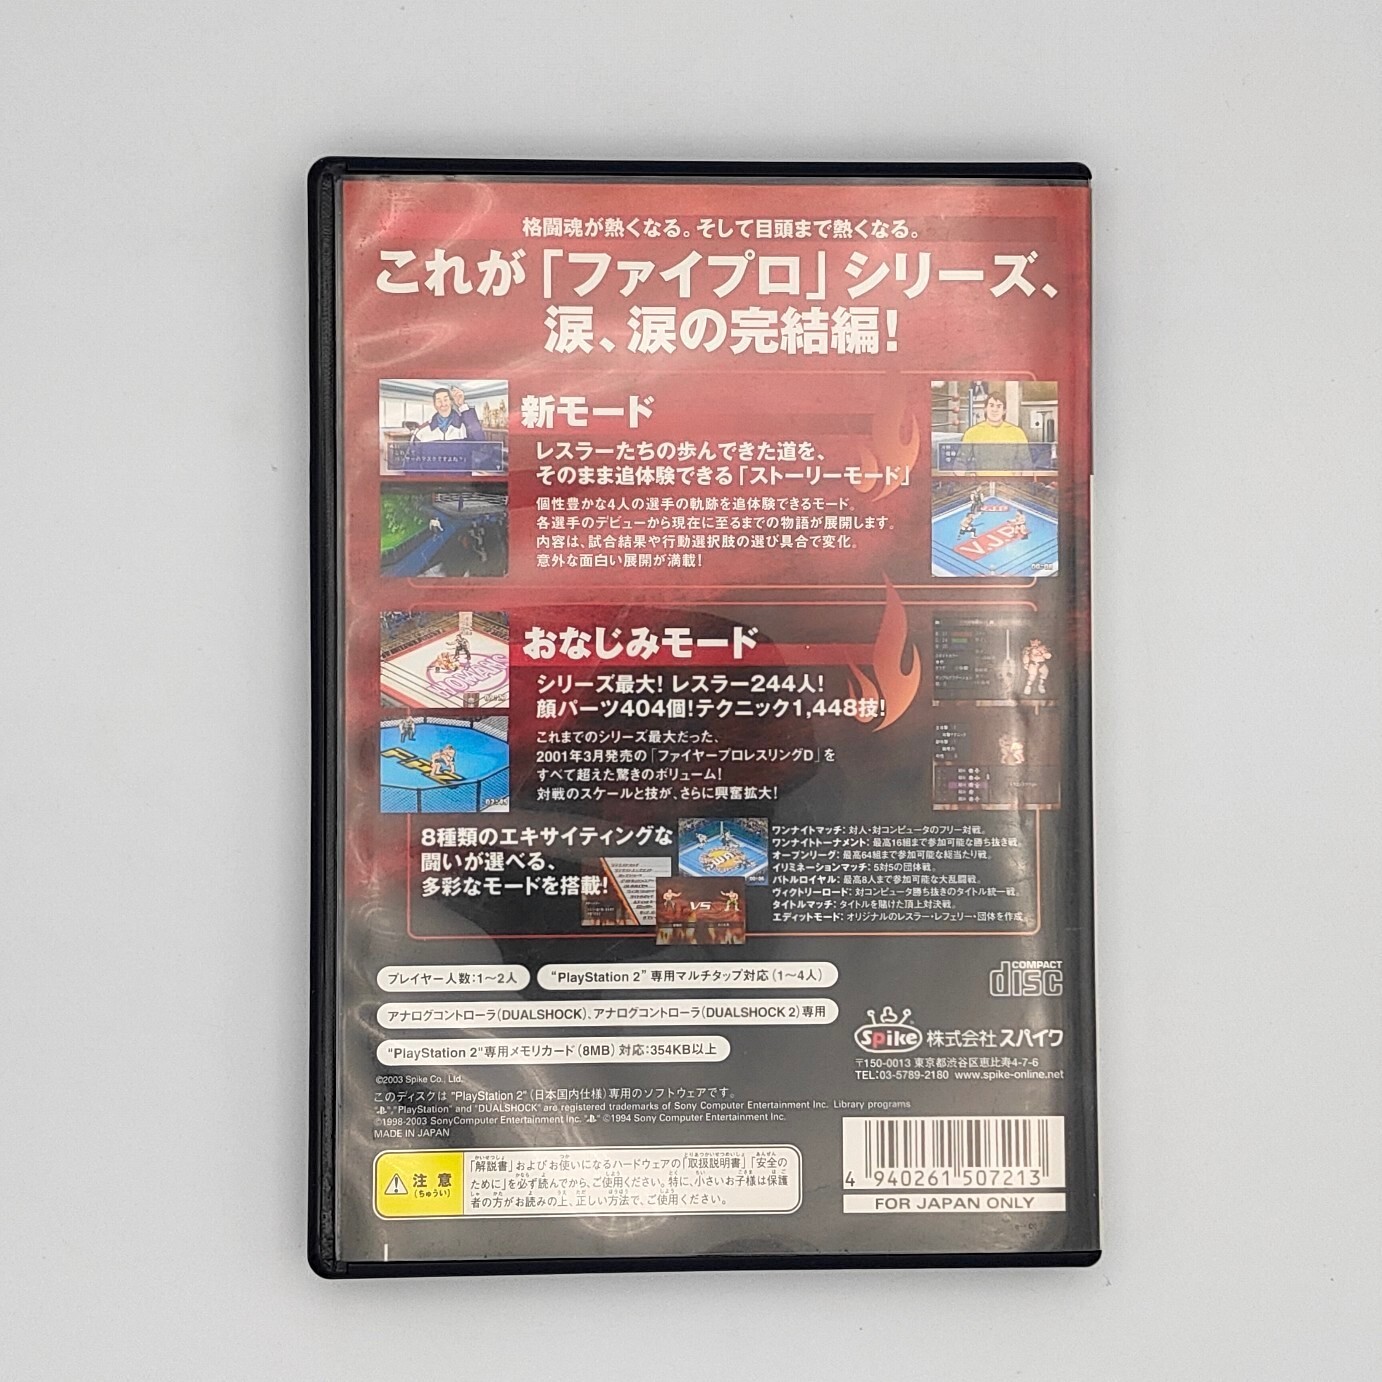 格闘魂が熱くなる。そして目頭まで熱くなる。
これが「ファイプロ」シリーズ、
涙、涙の完結編！
新モード
レスラーたちの歩んできた道を、
そのまま追体験できる「ストーリーモード」
個性豊かな4人の選手の軌跡を追体験できるモード。
各選手のデビューから現在に至るまでの物語が展開します。
内容は、試合結果や行動選択肢の選び具合で変化。
意外な面白い展開が満載！
V.J.P
おなじみモード
シリーズ最大！レスラー244人！
顔パーツ404個！テクニック1,448技！
これまでのシリーズ最大だった、
2001年3月発売の「ファイヤープロレスリングD」を
すべて超えた驚きのボリューム！
対戦のスケールと技が、さらに興奮拡大！
8種類のエキサイティングな
闘いが選べる、
多彩なモードを搭載！
VS
ワンナイトマッチ：対人・対コンピュータのフリー対戦。
ワンナイトトーナメント：最高16組まで参加可能な勝ち抜き戦。
オープンリーグ：最高64組まで参加可能な総当たり戦。
イリミネーションマッチ：5対5の団体戦。
バトルロイヤル：最高8人まで参加可能な大乱闘戦。
ヴィクトリーロード：対コンピュータ勝ち抜きのタイトル統一戦。
タイトルマッチ：タイトルを賭けた頂上対決戦。
エディットモード：オリジナルのレスラー・レフェリー・団体を作成。
プレイヤー人数：1〜2人
"PlayStation 2" 専用マルチタップ対応（1〜4人）
アナログコントローラ(DUALSHOCK)、アナログコントローラ(DUALSHOCK 2)専用
"PlayStation 2"専用メモリカード（8MB）対応：354KB以上
COMPACT
disc
Spike 株式会社 スパイク
〒150-0013 東京都渋谷区恵比寿4-7-6
TEL:03-5789-2180 www.spike-online.net
©2003 Spike Co., Ltd.
このディスクは "PlayStation 2"（日本国内仕様）専用のソフトウェアです。
" ", "PlayStation" and "DUALSHOCK" are registered trademarks of Sony Computer Entertainment Inc. Library programs
©1998-2003 SonyComputer Entertainment Inc. " " ©1994 Sony Computer Entertainment Inc.
MADE IN JAPAN
注意
（ちゅうい）
「解説書」およびお使いになるハードウェアの「取扱説明書」「安全の
ために」を必ず読んでから、ご使用ください。特に、小さいお子様は保護
者の方がお読みの上、正しい方法で、ご使用ください。
4 940261 507213
FOR JAPAN ONLY